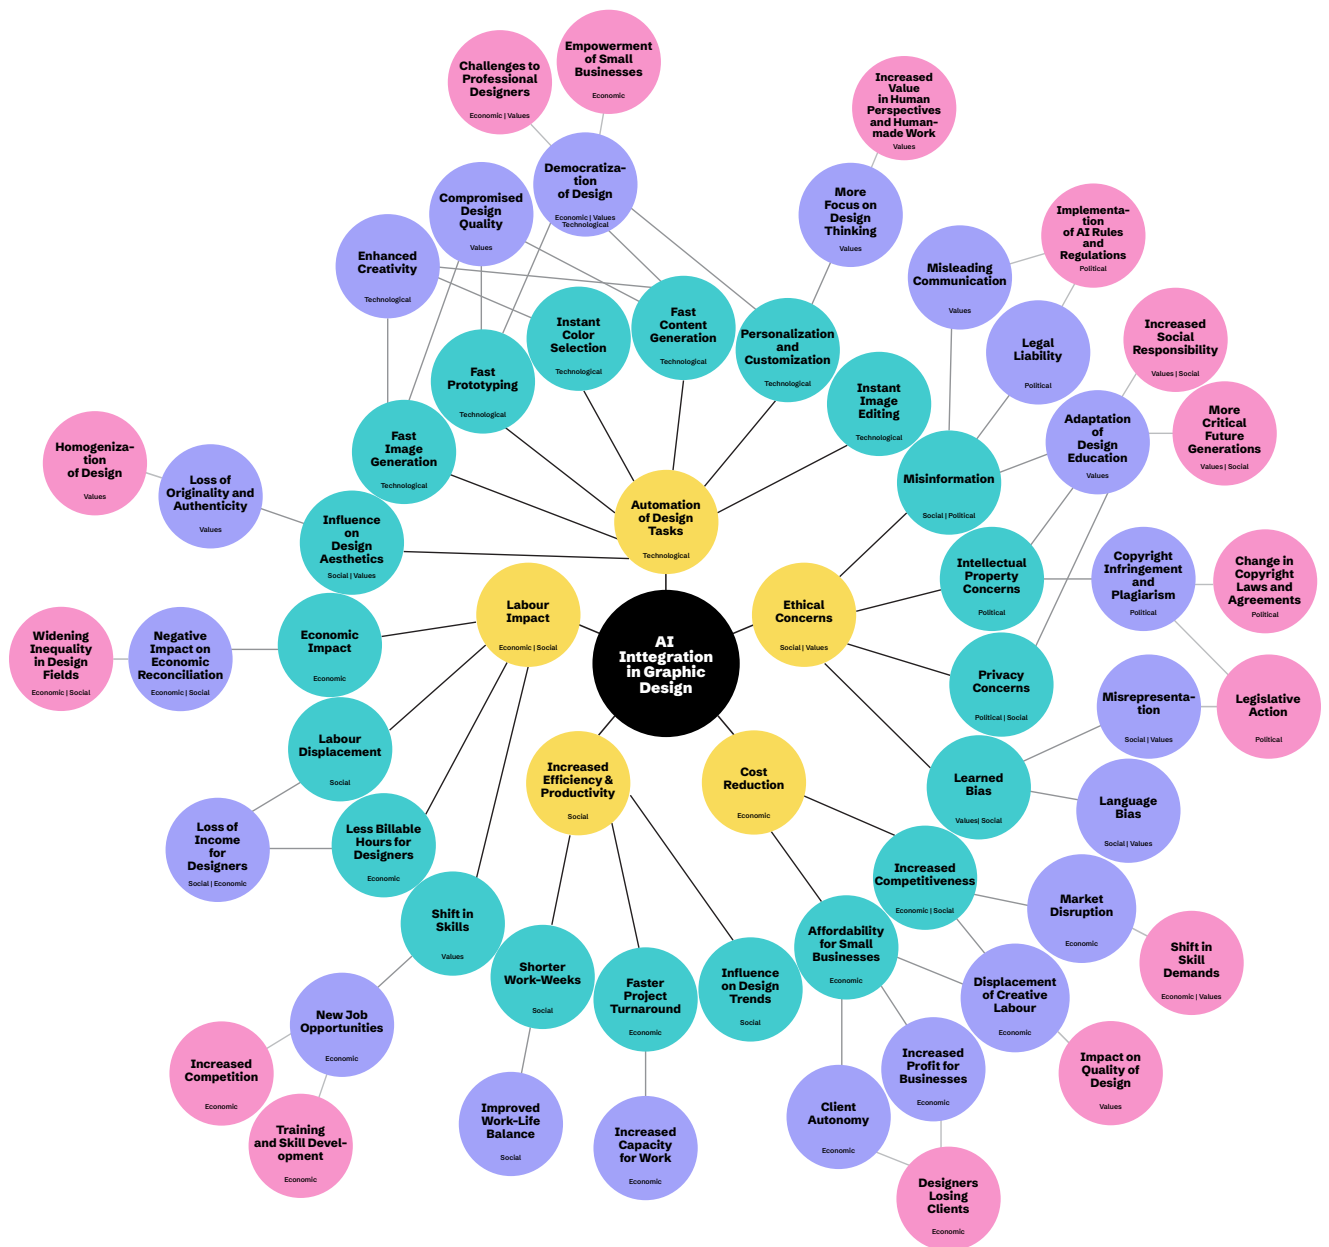 Empowerment
of Small
Businesses
Economic
Challenges to
Professional
Designers
Economic | Values
Increased
Value
in Human
Perspectives
and Human-
made Work
Values
Democratiza-
tion
of Design
Economic | Values
Technological
Compromised
Design
Quality
Values
Enhanced
Creativity
Technological
More
Focus on
Design
Thinking
Values
Implementa-
tion
of AI Rules
and
Regulations
Political
Misleading
Communication
Values
Legal
Liability
Political
Increased
Social
Responsibility
Values | Social
More
Critical
Future
Generations
Values | Social
Adaptation
of
Design
Education
Values
Fast
Image
Generation
Technological
Fast
Prototyping
Technological
Instant
Color
Selection
Technological
Fast
Content
Generation
Technological
Personalization
and
Customization
Technological
Instant
Image
Editing
Technological
Misinformation
Social | Political
Homogeniza-
tion
of Design
Values
Loss of
Originality and
Authenticity
Values
Influence
on
Design
Aesthetics
Social | Values
Automation
of Design
Tasks
Technological
Intellectual
Property
Concerns
Political
Copyright
Infringement
and
Plagiarism
Political
Change in
Copyright
Laws and
Agreements
Political
Widening
Inequality
in Design
Fields
Economic | Social
Negative
Impact on
Economic
Reconciliation
Economic | Social
Economic
Impact
Economic
Labour
Impact
Economic | Social
AI
Inttegration
in Graphic
Design
Ethical
Concerns
Social | Values
Privacy
Concerns
Political | Social
Misrepresenta-
tion
Social | Values
Legislative
Action
Political
Labour
Displacement
Social
Increased
Efficiency &
Productivity
Social
Cost
Reduction
Economic
Learned
Bias
Values| Social
Language
Bias
Social | Values
Loss of
Income
for
Designers
Social | Economic
Less Billable
Hours for
Designers
Economic
Shift in
Skills
Values
Shorter
Work-Weeks
Social
Faster
Project
Turnaround
Economic
Influence
on Design
Trends
Social
Affordability
for Small
Businesses
Economic
Increased
Competitiveness
Economic | Social
Market
Disruption
Economic
Shift in
Skill
Demands
Economic | Values
Displacement
of Creative
Labour
Economic
New Job
Opportunities
Economic
Increased
Competition
Economic
Training
and Skill Devel-
opment
Economic
Improved
Work-Life
Balance
Social
Increased
Capacity
for Work
Economic
Client
Autonomy
Economic
Increased
Profit for
Businesses
Economic
Impact on
Quality of
Design
Values
Designers
Losing
Clients
Economic